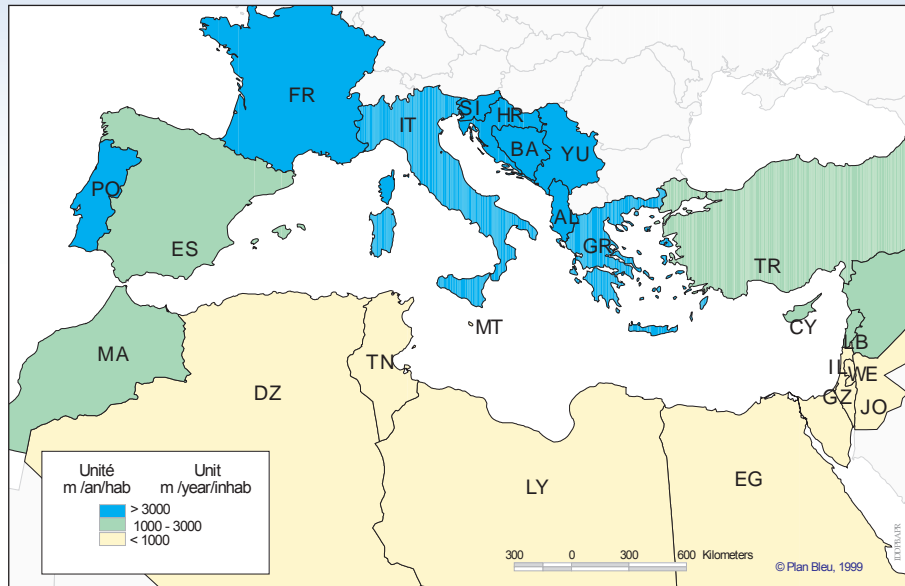 FR
IT
SI
HR
BA
YU
PO
ES
AL
GR
TR
CY
LB
MT
IL
WE
GZ
JO
MA
TN
DZ
LY
EG
Unité Unit
m /an/hab m /year/inhab
> 3000
1000 - 3000
< 1000
300 0 300 600 Kilometers
© Plan Bleu, 1999